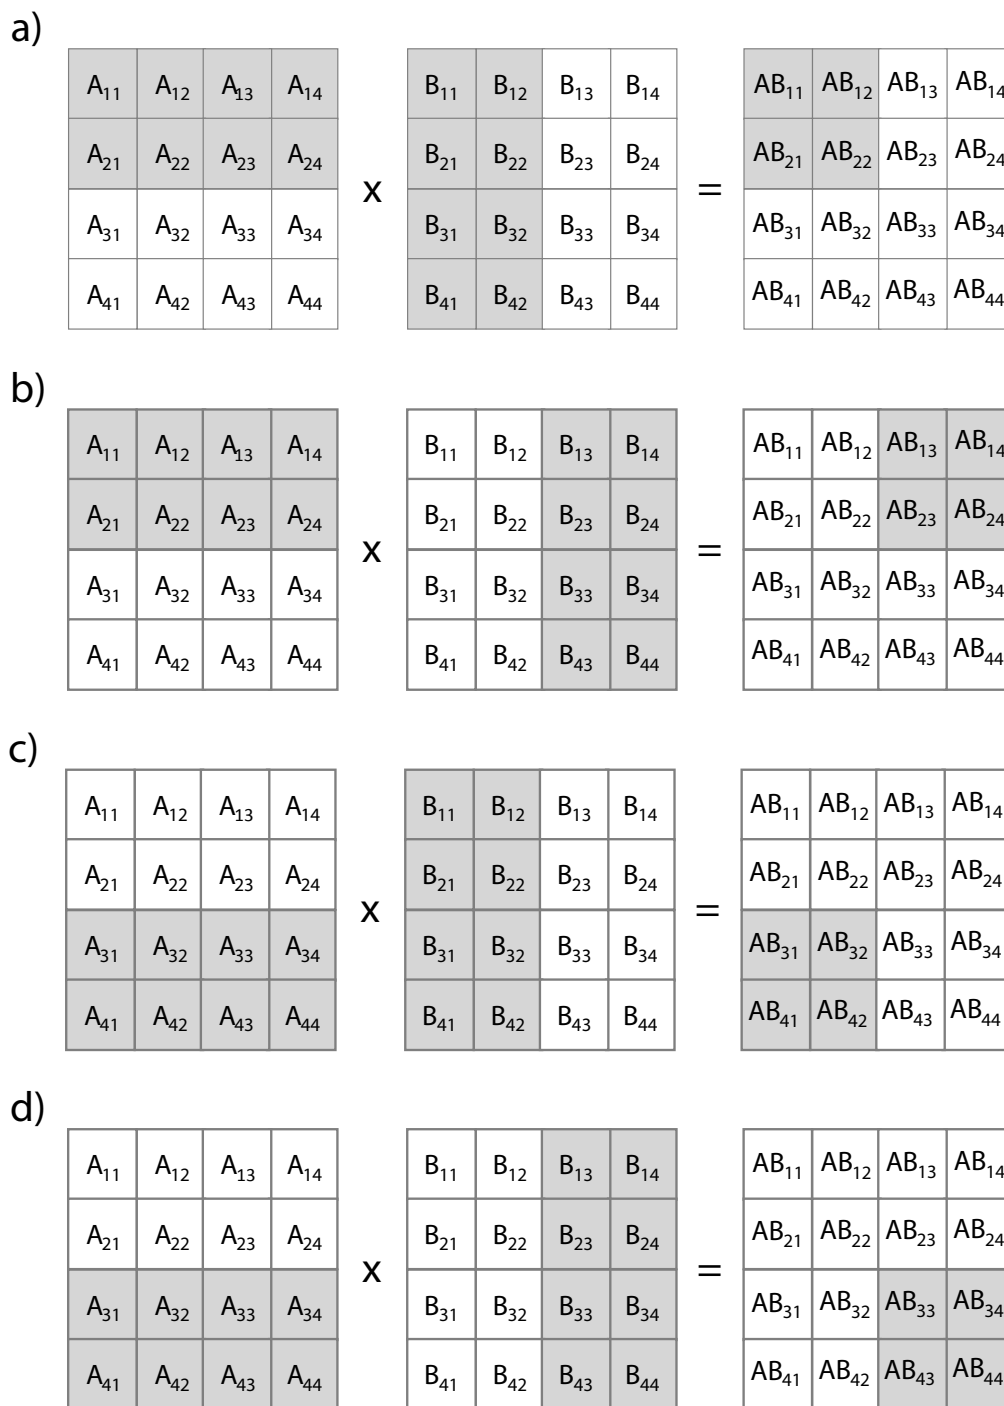 a)
A₁₁ A₁₂ A₁₃ A₁₄ B₁₁ B₁₂ B₁₃ B₁₄ AB₁₁ AB₁₂ AB₁₃ AB₁₄
A₂₁ A₂₂ A₂₃ A₂₄ B₂₁ B₂₂ B₂₃ B₂₄ AB₂₁ AB₂₂ AB₂₃ AB₂₄
x =
A₃₁ A₃₂ A₃₃ A₃₄ B₃₁ B₃₂ B₃₃ B₃₄ AB₃₁ AB₃₂ AB₃₃ AB₃₄
A₄₁ A₄₂ A₄₃ A₄₄ B₄₁ B₄₂ B₄₃ B₄₄ AB₄₁ AB₄₂ AB₄₃ AB₄₄
b)
A₁₁ A₁₂ A₁₃ A₁₄ B₁₁ B₁₂ B₁₃ B₁₄ AB₁₁ AB₁₂ AB₁₃ AB₁₄
A₂₁ A₂₂ A₂₃ A₂₄ B₂₁ B₂₂ B₂₃ B₂₄ AB₂₁ AB₂₂ AB₂₃ AB₂₄
x =
A₃₁ A₃₂ A₃₃ A₃₄ B₃₁ B₃₂ B₃₃ B₃₄ AB₃₁ AB₃₂ AB₃₃ AB₃₄
A₄₁ A₄₂ A₄₃ A₄₄ B₄₁ B₄₂ B₄₃ B₄₄ AB₄₁ AB₄₂ AB₄₃ AB₄₄
c)
A₁₁ A₁₂ A₁₃ A₁₄ B₁₁ B₁₂ B₁₃ B₁₄ AB₁₁ AB₁₂ AB₁₃ AB₁₄
A₂₁ A₂₂ A₂₃ A₂₄ B₂₁ B₂₂ B₂₃ B₂₄ AB₂₁ AB₂₂ AB₂₃ AB₂₄
x =
A₃₁ A₃₂ A₃₃ A₃₄ B₃₁ B₃₂ B₃₃ B₃₄ AB₃₁ AB₃₂ AB₃₃ AB₃₄
A₄₁ A₄₂ A₄₃ A₄₄ B₄₁ B₄₂ B₄₃ B₄₄ AB₄₁ AB₄₂ AB₄₃ AB₄₄
d)
A₁₁ A₁₂ A₁₃ A₁₄ B₁₁ B₁₂ B₁₃ B₁₄ AB₁₁ AB₁₂ AB₁₃ AB₁₄
A₂₁ A₂₂ A₂₃ A₂₄ B₂₁ B₂₂ B₂₃ B₂₄ AB₂₁ AB₂₂ AB₂₃ AB₂₄
x =
A₃₁ A₃₂ A₃₃ A₃₄ B₃₁ B₃₂ B₃₃ B₃₄ AB₃₁ AB₃₂ AB₃₃ AB₃₄
A₄₁ A₄₂ A₄₃ A₄₄ B₄₁ B₄₂ B₄₃ B₄₄ AB₄₁ AB₄₂ AB₄₃ AB₄₄